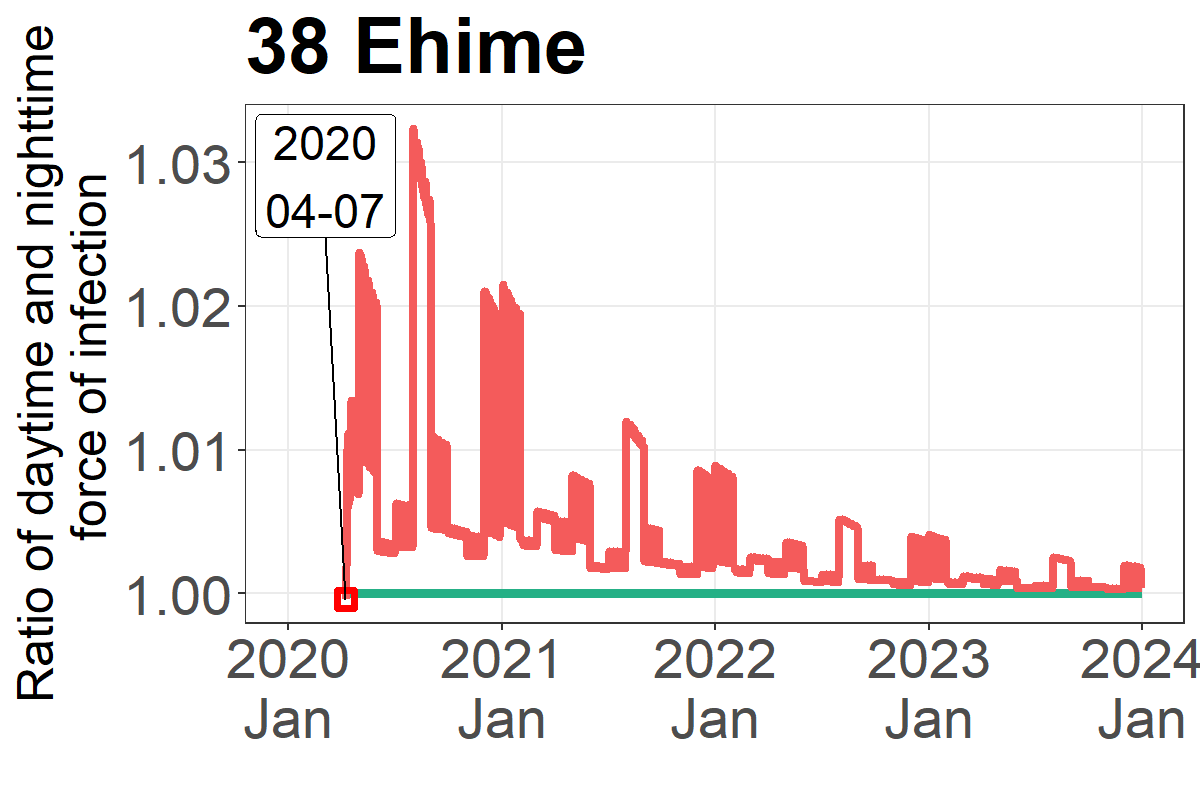 38 Ehime
Ratio of daytime and nighttime
force of infection
2020
04-07
1.03
1.02
1.01
1.00
2020 2021 2022 2023 2024
Jan Jan Jan Jan Jan